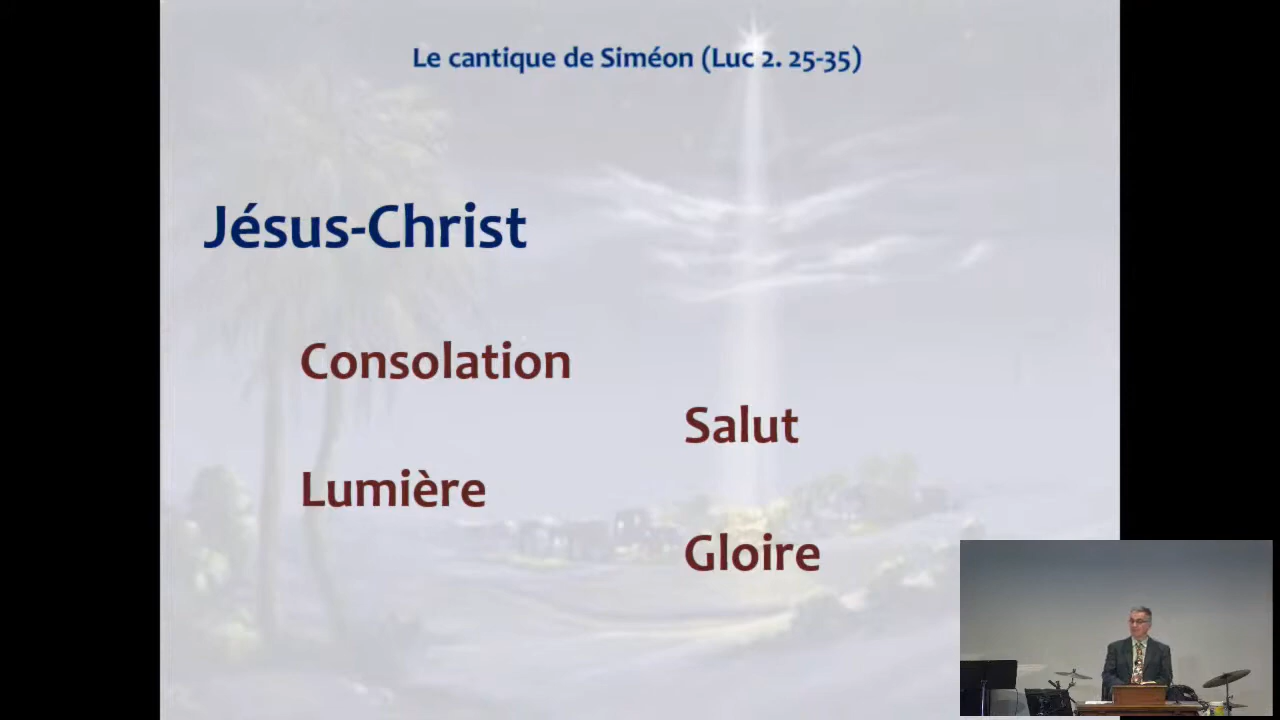 Le cantique de Siméon (Luc 2. 25-35)
Jésus-Christ
Consolation
Salut
Lumière
Gloire